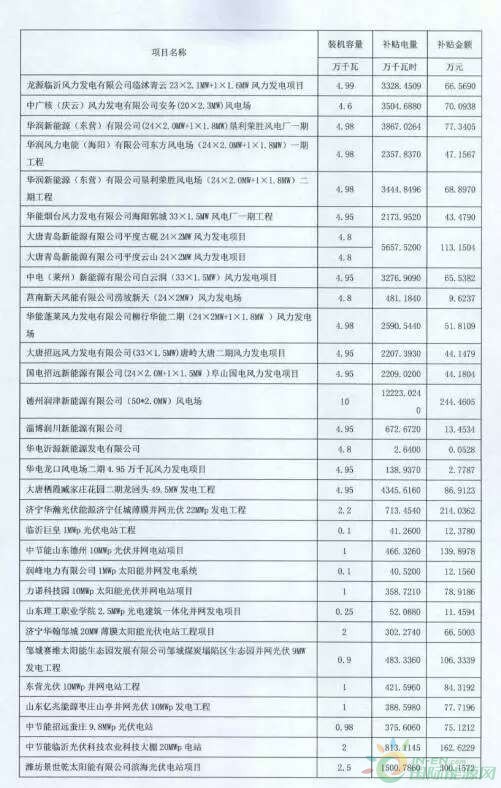 项目名称 装机容量 补贴电量 补贴金额
万千瓦 万千瓦时 万元
龙源临沂风力发电有限公司临沭青云 23×2.1MW+1×1.6MW 风力发电项目 4.99 3328.4509 66.5690
中广核（庆云）风力发电有限公司安务(20×2.3MW)风电场 4.6 3504.6880 70.0938
华润新能源（东营）有限公司(24×2.0MW+1×1.8MW)垦利荣胜风电厂一期 4.98 3867.0264 77.3405
华润风力电能（海阳）有限公司东方风电场（24×2.0MW+1×1.8MW）一期
工程 4.98 2357.8370 47.1567
华润新能源（东营）有限公司垦利荣胜风电场（24×2.0MW+1×1.8MW）二
期工程 4.98 3444.8496 68.8970
华能烟台风力发电有限公司海阳郭城 33×1.5MW 风电厂一期工程 4.95 2173.9520 43.4790
大唐青岛新能源有限公司平度古岘 24×2MW 风力发电项目 4.8 5657.5200 113.1504
大唐青岛新能源有限公司平度云山 24×2MW 风力发电项目 4.8
中电（莱州）新能源有限公司白云洞（33×1.5MW）风力发电项目 4.95 3276.9090 65.5382
莒南新天风能有限公司涝坡新天（24×2MW）风力发电场 4.8 481.1840 9.6237
华能蓬莱风力发电有限公司柳行华能二期（24×2MW+1×1.8MW ）风力发电
场 4.98 2590.5440 51.8109
大唐招远风力发电有限公司(33×1.5MW)唐岭大唐二期风力发电项目 4.95 2207.3930 44.1479
国电招远新能源有限公司(24×2.0M+1×1.5MW )阜山国电风力发电项目 4.95 2209.0200 44.1804
德州润津新能源有限公司（50*2.0MW）风电场 10 12223.024
0 244.4605
淄博润川新能源有限公司 4.95 672.6720 13.4534
华电沂源新能源发电有限公司 4.8 2.6400 0.0528
华电龙口风电场二期 4.95 万千瓦风力发电项目 4.95 138.9370 2.7787
大唐栖霞臧家庄花园二期龙回头 49.5MW 发电工程 4.95 4345.6160 86.9123
济宁华瀚光伏能源济宁任城薄膜并网光伏 22MWp 发电工程 2.2 713.4540 214.0362
临沂巨皇 1MWp 光伏电站工程 0.1 41.2600 12.3780
中节能山东德州 10MWp 光伏并网电站项目 1 466.3260 139.8978
润峰电力有限公司 1MWp 太阳能并网发电系统 0.1 40.5200 12.1560
力诺科技园 10MWp 太阳能光伏并网电站项目 1 358.7210 78.9186
山东理工职业学院 2.5MWp 光电建筑一体化并网发电项目 0.25 52.0880 11.4594
济宁华翰邹城 20MW 薄膜太阳能光伏电站工程项目 2 302.2740 66.5003
邹城赛维太阳能生态园发展有限公司邹城煤炭塌陷区生态园并网光伏 9MW
发电工程 0.9 483.3360 106.3339
东营光伏 10MWp 并网电站工程 1 421.5960 84.3192
山东亿兆能源枣庄山亭并网光伏 10MWp 发电工程 1 388.5980 77.7196
中节能招远蚕庄 9.8MWp 光伏电站 0.98 375.6060 75.1212
中节能临沂光伏科技农业科技大棚 20MWp 电站 2 813.1145 162.6229
潍坊景世乾太阳能有限公司滨海光伏电站项目 2.5 1500.7860 300.1572
IN-EN.com
国际能源网